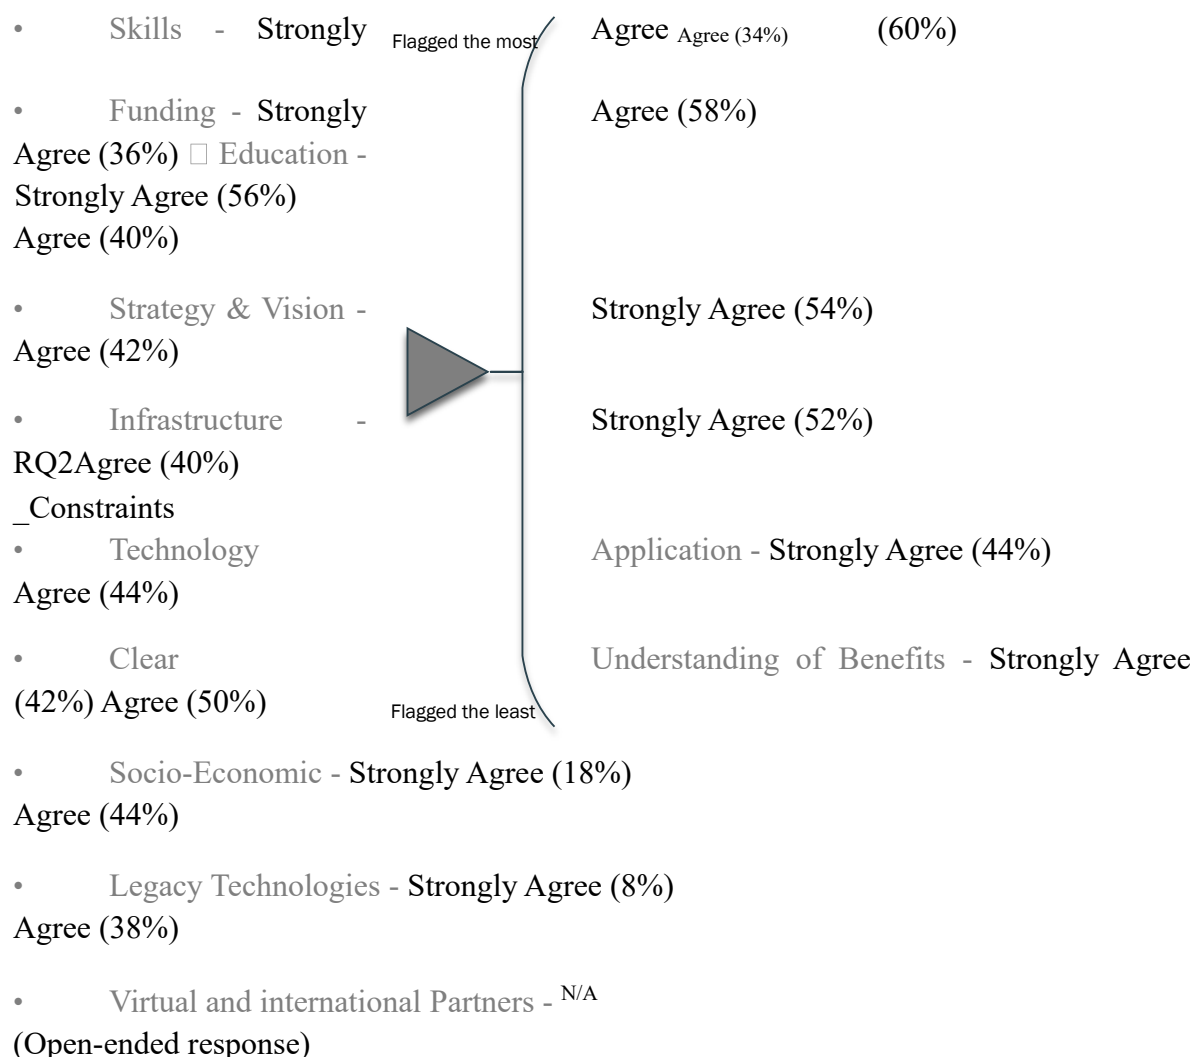 • Skills - Strongly Flagged the most Agree Agree (34%) (60%)
• Funding - Strongly Agree (58%)
Agree (36%) □ Education -
Strongly Agree (56%)
Agree (40%)
• Strategy & Vision - Strongly Agree (54%)
Agree (42%)
• Infrastructure - Strongly Agree (52%)
RQ2Agree (40%)
_Constraints
• Technology Application - Strongly Agree (44%)
Agree (44%)
• Clear Understanding of Benefits - Strongly Agree
(42%) Agree (50%)
Flagged the least
• Socio-Economic - Strongly Agree (18%)
Agree (44%)
• Legacy Technologies - Strongly Agree (8%)
Agree (38%)
• Virtual and international Partners - N/A
(Open-ended response)